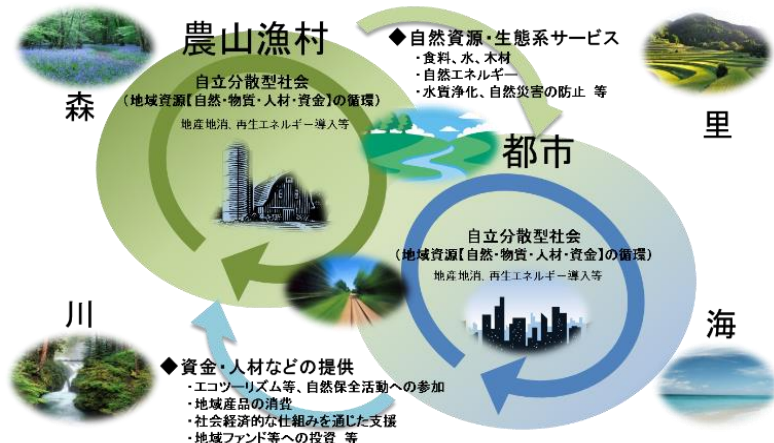 農山漁村
自立分散型社会
(地域資源【自然・物質・人材・資金】の循環)
地産地消、再生エネルギー導入等
森
◆自然資源・生態系サービス
・食料、水、木材
・自然エネルギー
・水質浄化、自然災害の防止 等
里
都市
自立分散型社会
(地域資源【自然・物質・人材・資金】の循環)
地産地消、再生エネルギー導入等
川
海
◆資金・人材などの提供
・エコツーリズム等、自然保全活動への参加
・地域産品の消費
・社会経済的な仕組みを通じた支援
・地域ファンド等への投資 等